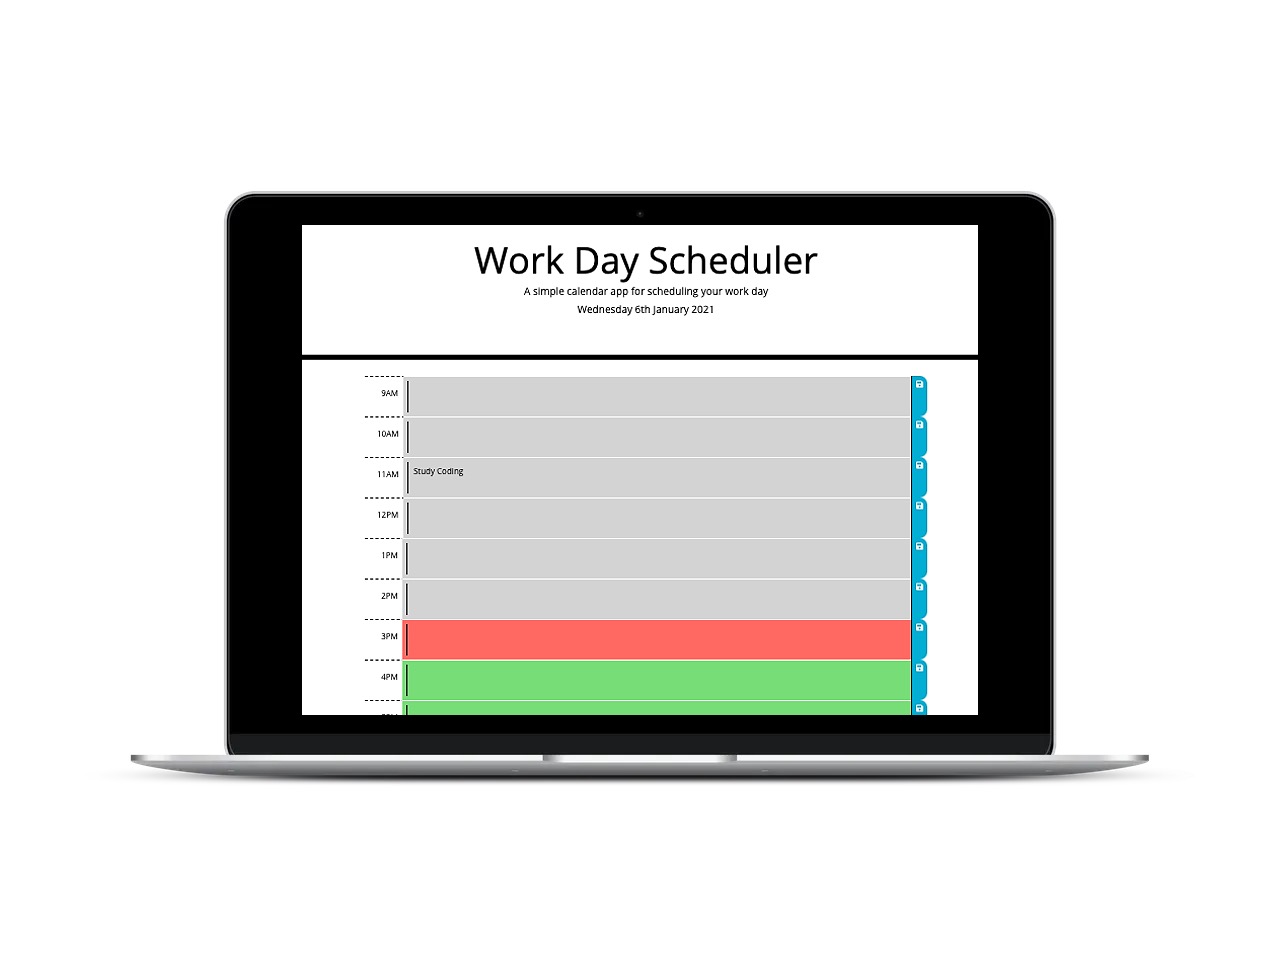 Work Day Scheduler
A simple calendar app for scheduling your work day
Wednesday 6th January 2021
9AM
10AM
11AM Study Coding
12PM
1PM
2PM
3PM
4PM